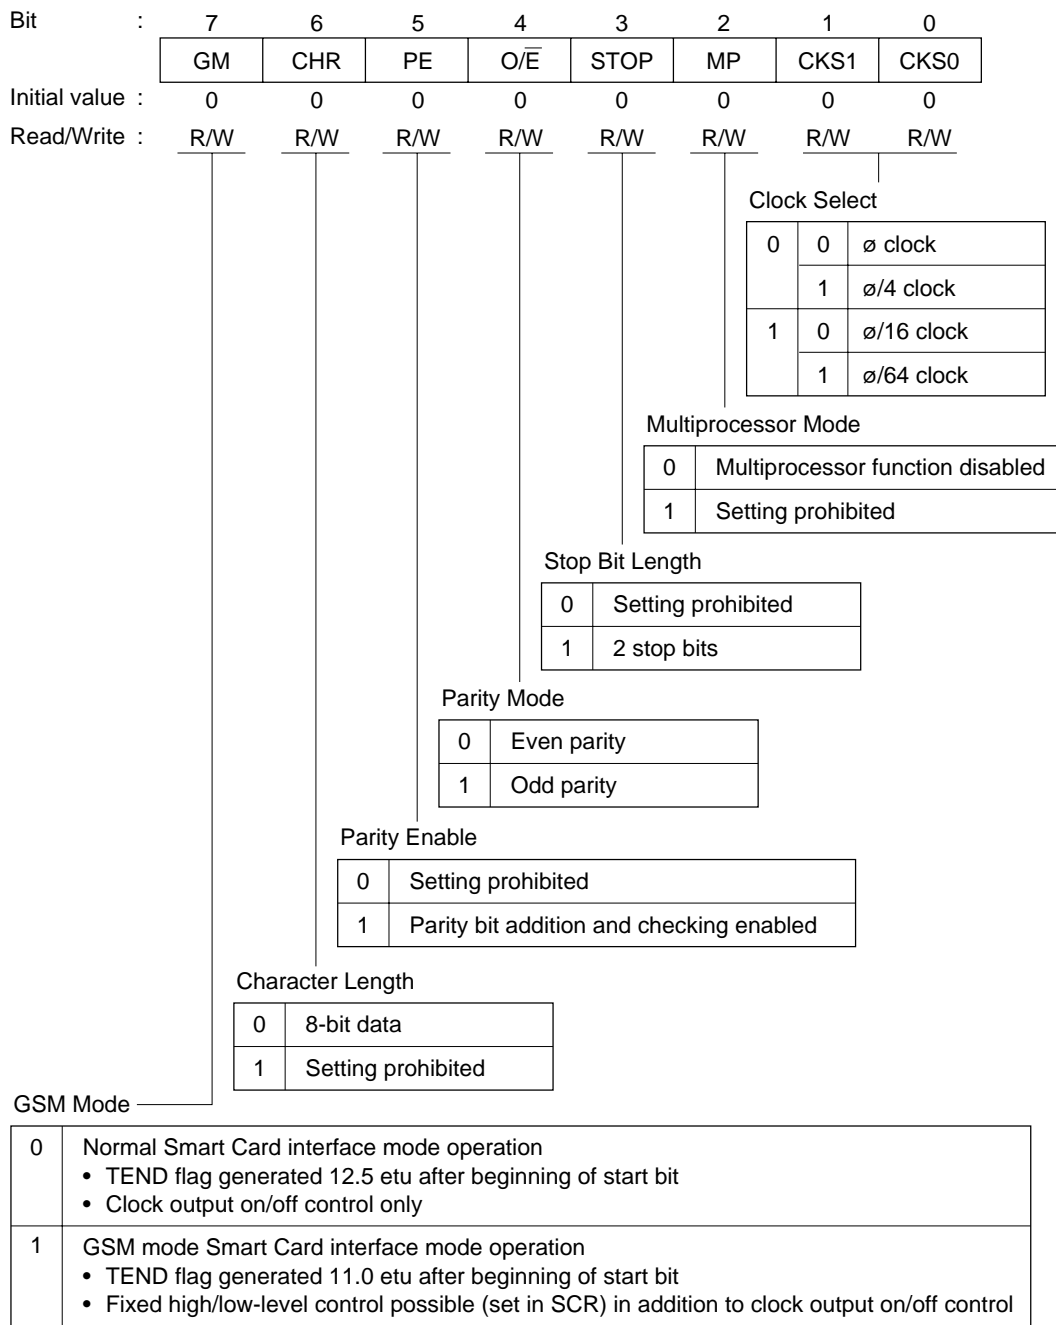 Bit : 7 6 5 4 3 2 1 0
GM CHR PE O/E̅ STOP MP CKS1 CKS0
Initial value : 0 0 0 0 0 0 0 0
Read/Write : R/W R/W R/W R/W R/W R/W R/W R/W
Clock Select
0 0 ø clock
1 ø/4 clock
1 0 ø/16 clock
1 ø/64 clock
Multiprocessor Mode
0 Multiprocessor function disabled
1 Setting prohibited
Stop Bit Length
0 Setting prohibited
1 2 stop bits
Parity Mode
0 Even parity
1 Odd parity
Parity Enable
0 Setting prohibited
1 Parity bit addition and checking enabled
Character Length
0 8-bit data
1 Setting prohibited
GSM Mode
0 Normal Smart Card interface mode operation
• TEND flag generated 12.5 etu after beginning of start bit
• Clock output on/off control only
1 GSM mode Smart Card interface mode operation
• TEND flag generated 11.0 etu after beginning of start bit
• Fixed high/low-level control possible (set in SCR) in addition to clock output on/off control